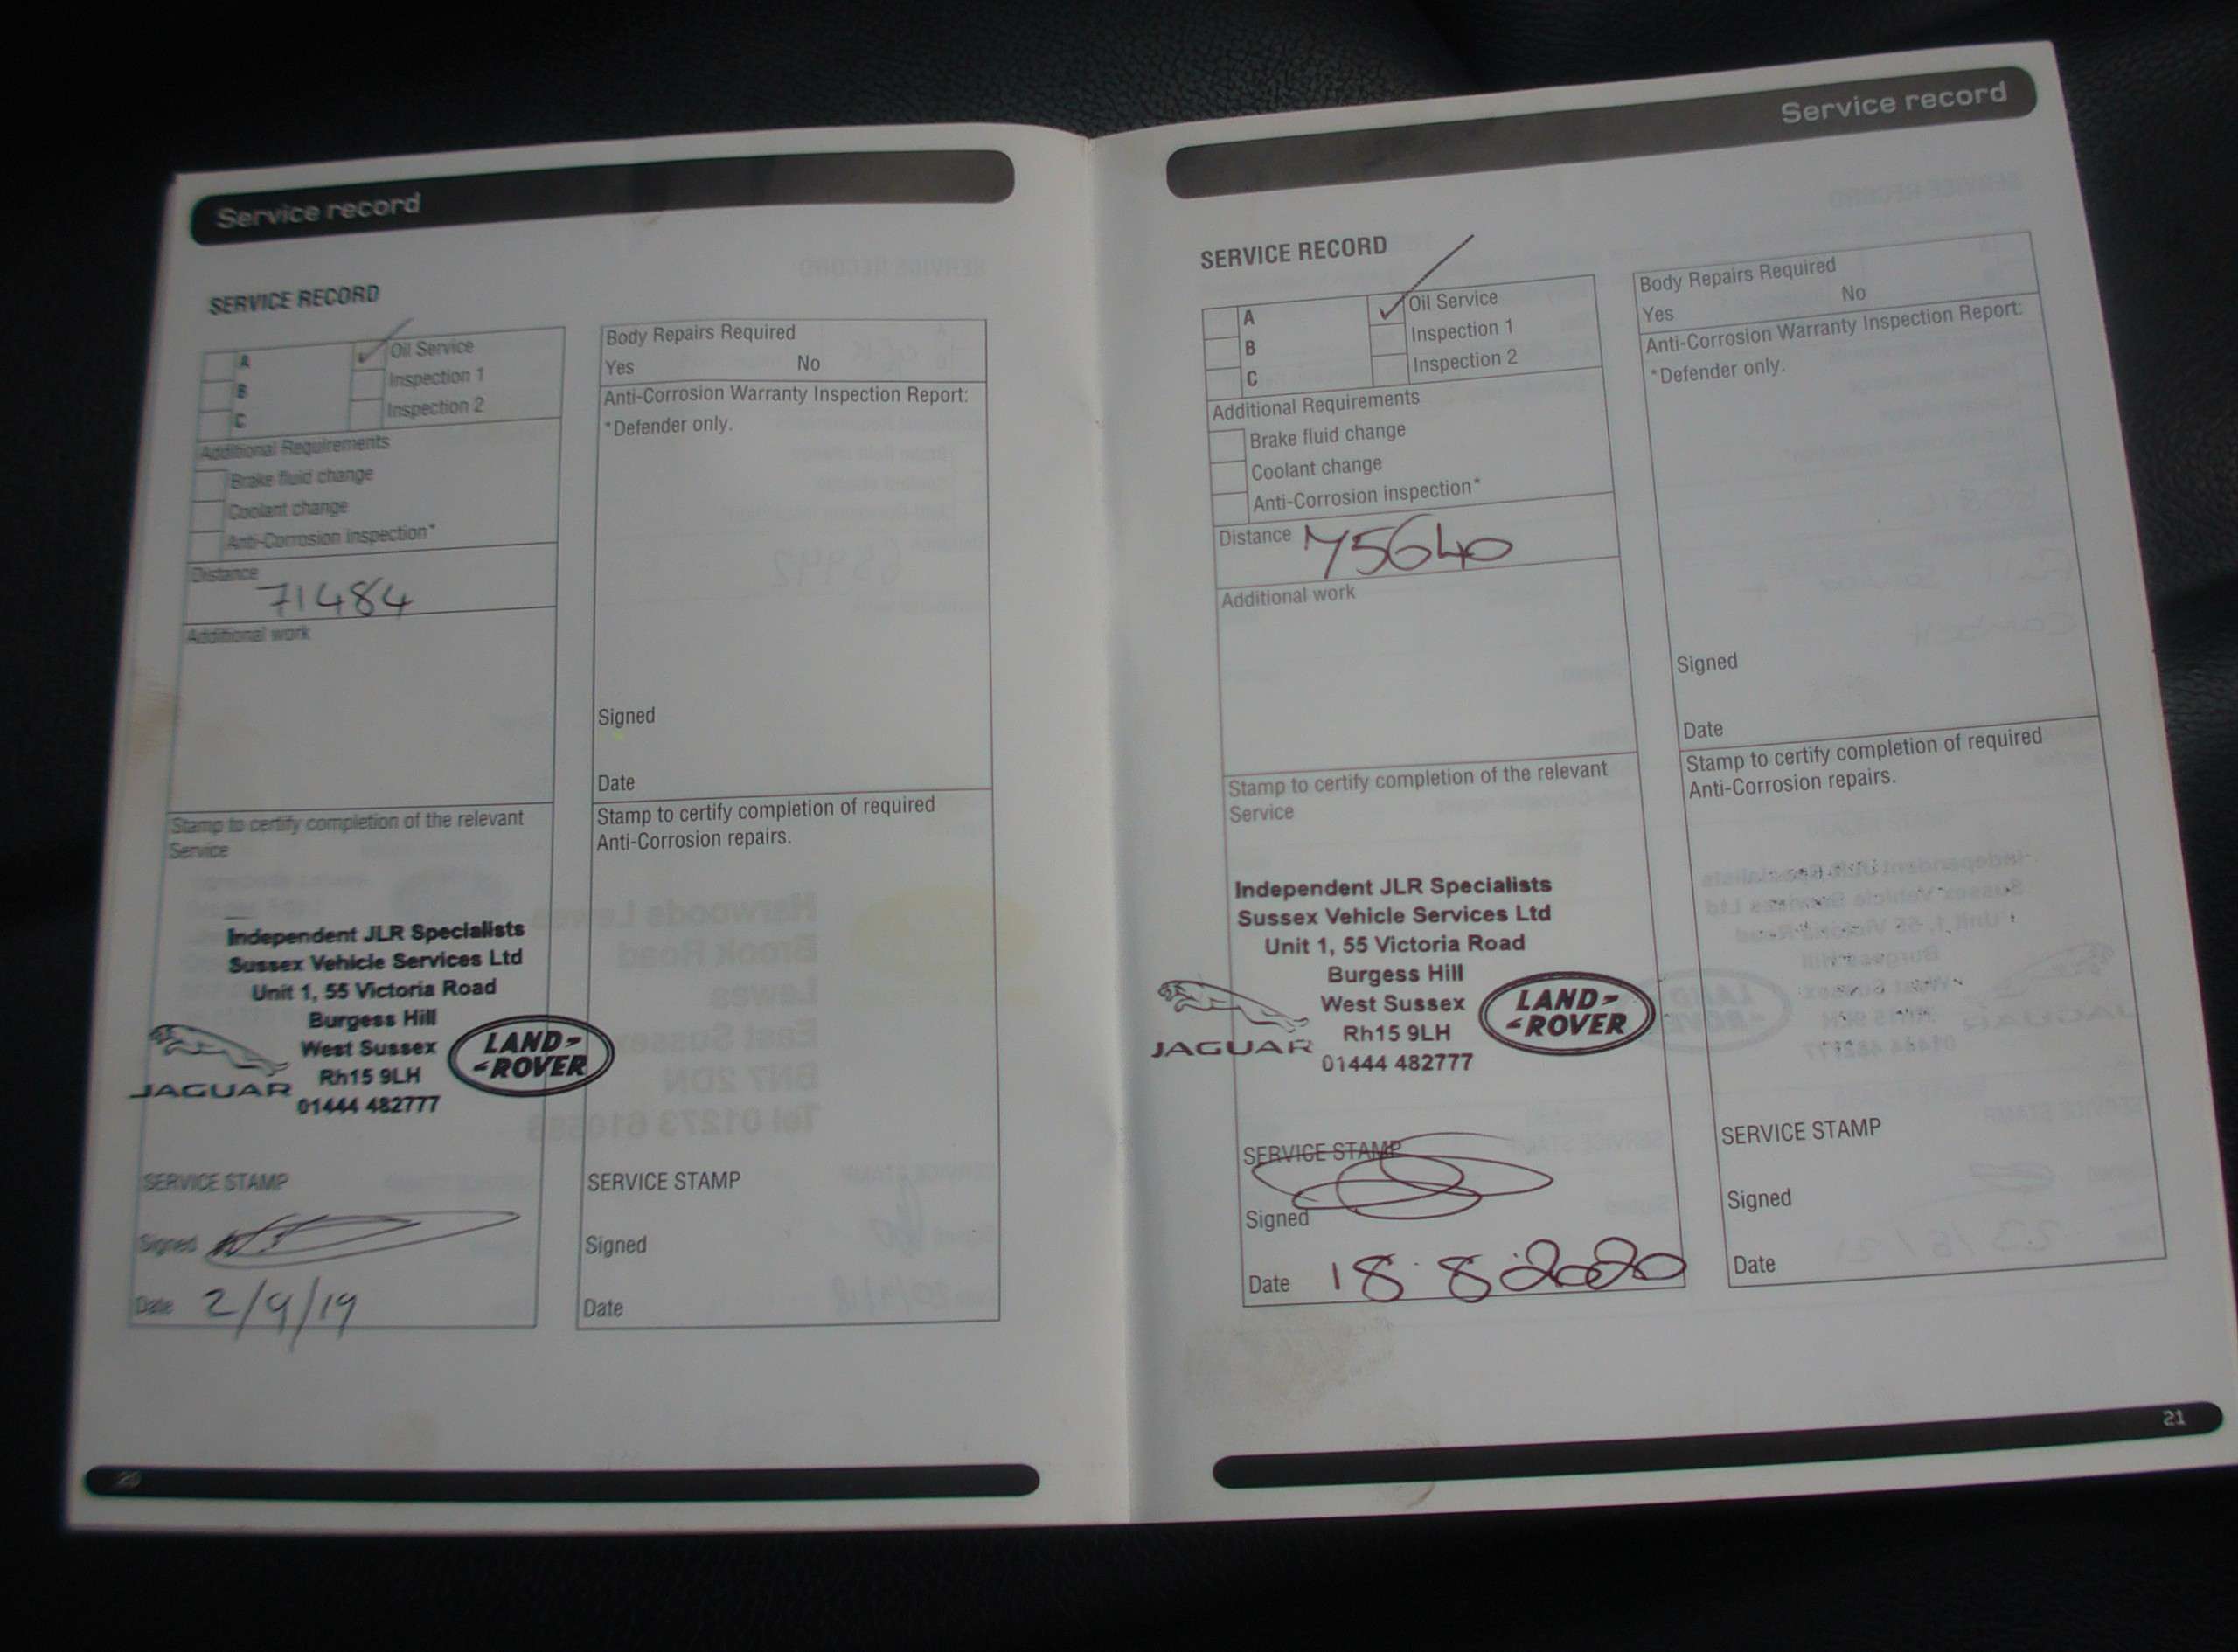 Service record
SERVICE RECORD
A
B
C
Oil Service
Inspection 1
Inspection 2
Additional Requirements
Brake fluid change
Coolant change
Anti-Corrosion inspection*
Distance
71484
Additional work
Stamp to certify completion of the relevant
Service
Independent JLR Specialists
Sussex Vehicle Services Ltd
Unit 1, 55 Victoria Road
Burgess Hill
West Sussex
Rh15 9LH
01444 482777
JAGUAR
LAND-
-ROVER
SERVICE STAMP
Signed
Date 2/9/19
Body Repairs Required
Yes No
Anti-Corrosion Warranty Inspection Report:
*Defender only.
Signed
Date
Stamp to certify completion of required
Anti-Corrosion repairs.
SERVICE STAMP
Signed
Date
20
Service record
SERVICE RECORD
A
B
C
Oil Service
Inspection 1
Inspection 2
Additional Requirements
Brake fluid change
Coolant change
Anti-Corrosion inspection*
Distance 75640
Additional work
Stamp to certify completion of the relevant
Service
Independent JLR Specialists
Sussex Vehicle Services Ltd
Unit 1, 55 Victoria Road
Burgess Hill
West Sussex
Rh15 9LH
01444 482777
JAGUAR
LAND-
-ROVER
SERVICE STAMP
Signed
Date 18.8.2020
Body Repairs Required
Yes No
Anti-Corrosion Warranty Inspection Report:
*Defender only.
Signed
Date
Stamp to certify completion of required
Anti-Corrosion repairs.
SERVICE STAMP
Signed
Date
21